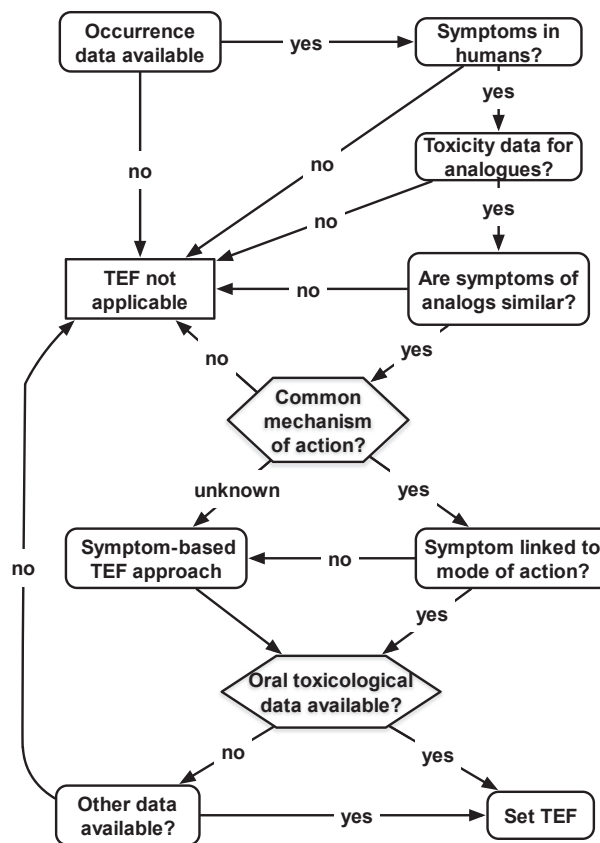 Occurrence
data available
yes
Symptoms in
humans?
yes
no
no
Toxicity data for
analogues?
no
yes
TEF not
applicable
no
Are symptoms of
analogs similar?
no
yes
Common
mechanism
of action?
unknown
yes
Symptom-based
TEF approach
no
Symptom linked to
mode of action?
no
yes
Oral toxicological
data available?
no
yes
Other data
available?
yes
Set TEF